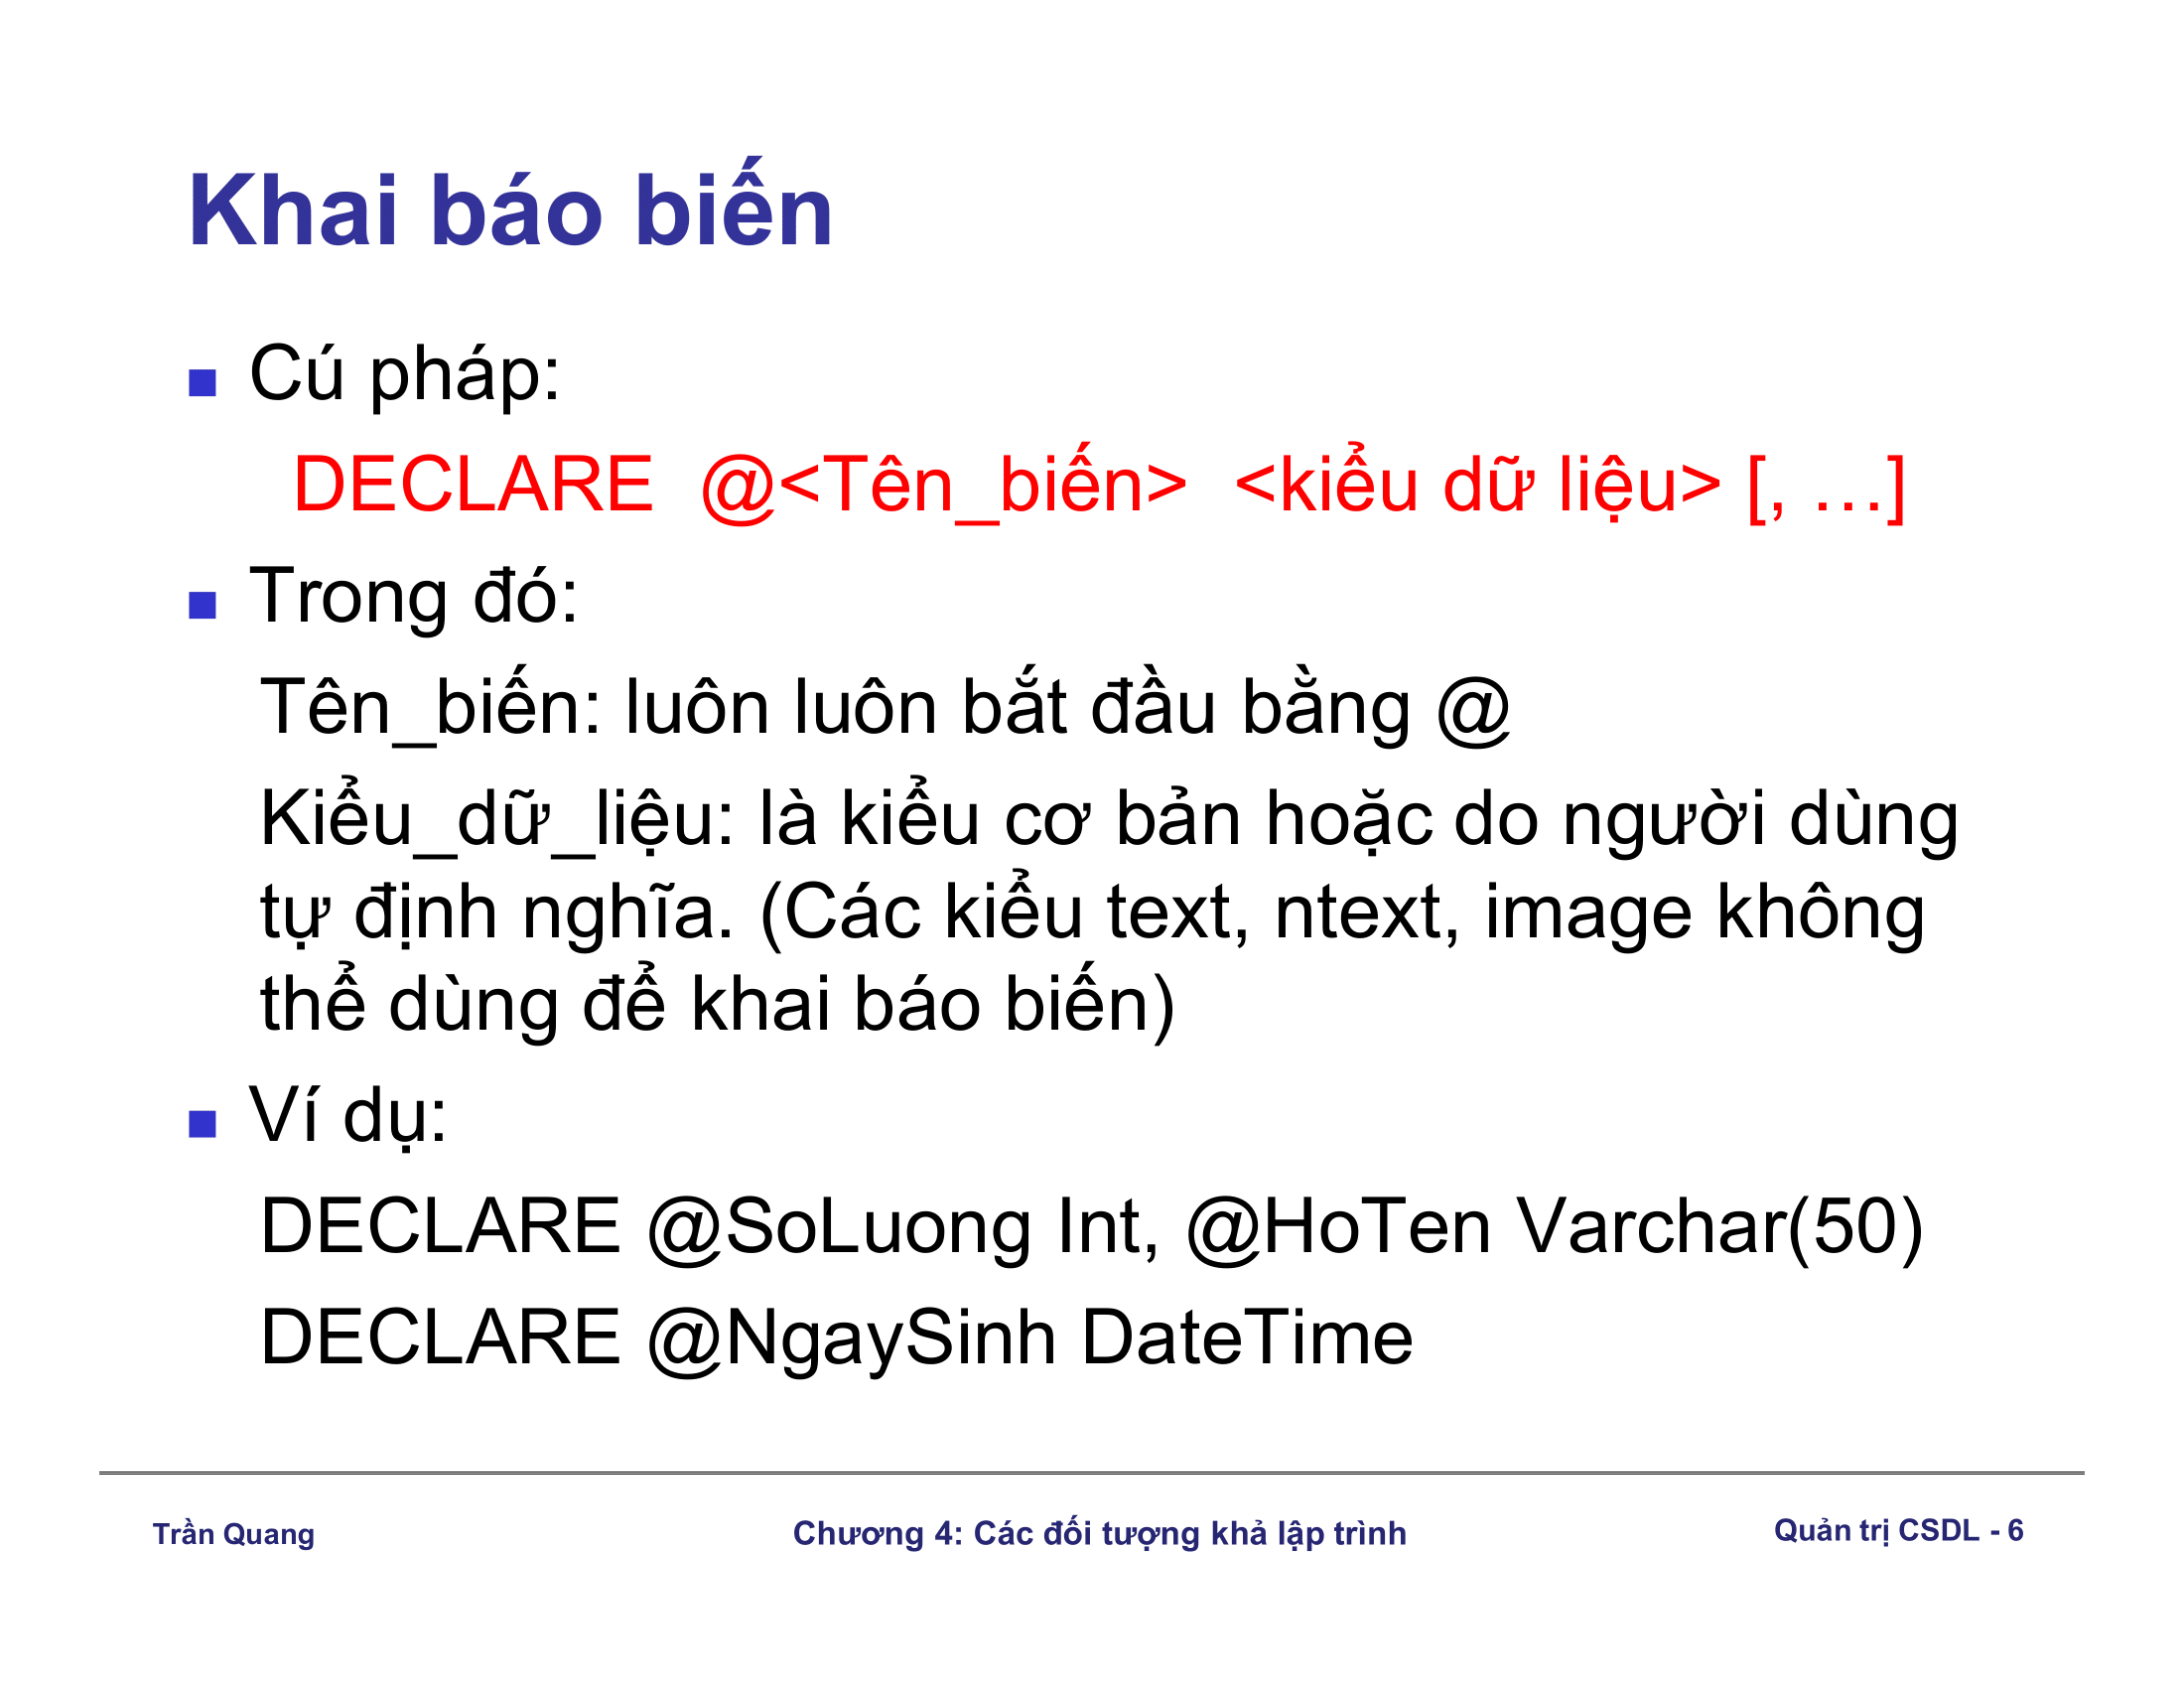 Khai báo biến
Cú pháp:
DECLARE @<Tên_biến> <kiểu dữ liệu> [, …]
Trong đó:
Tên_biến: luôn luôn bắt đầu bằng @
Kiểu_dữ_liệu: là kiểu cơ bản hoặc do người dùng
tự định nghĩa. (Các kiểu text, ntext, image không
thể dùng để khai báo biến)
Ví dụ:
DECLARE @SoLuong Int, @HoTen Varchar(50)
DECLARE @NgaySinh DateTime
Trần Quang
Chương 4: Các đối tượng khả lập trình
Quản trị CSDL - 6